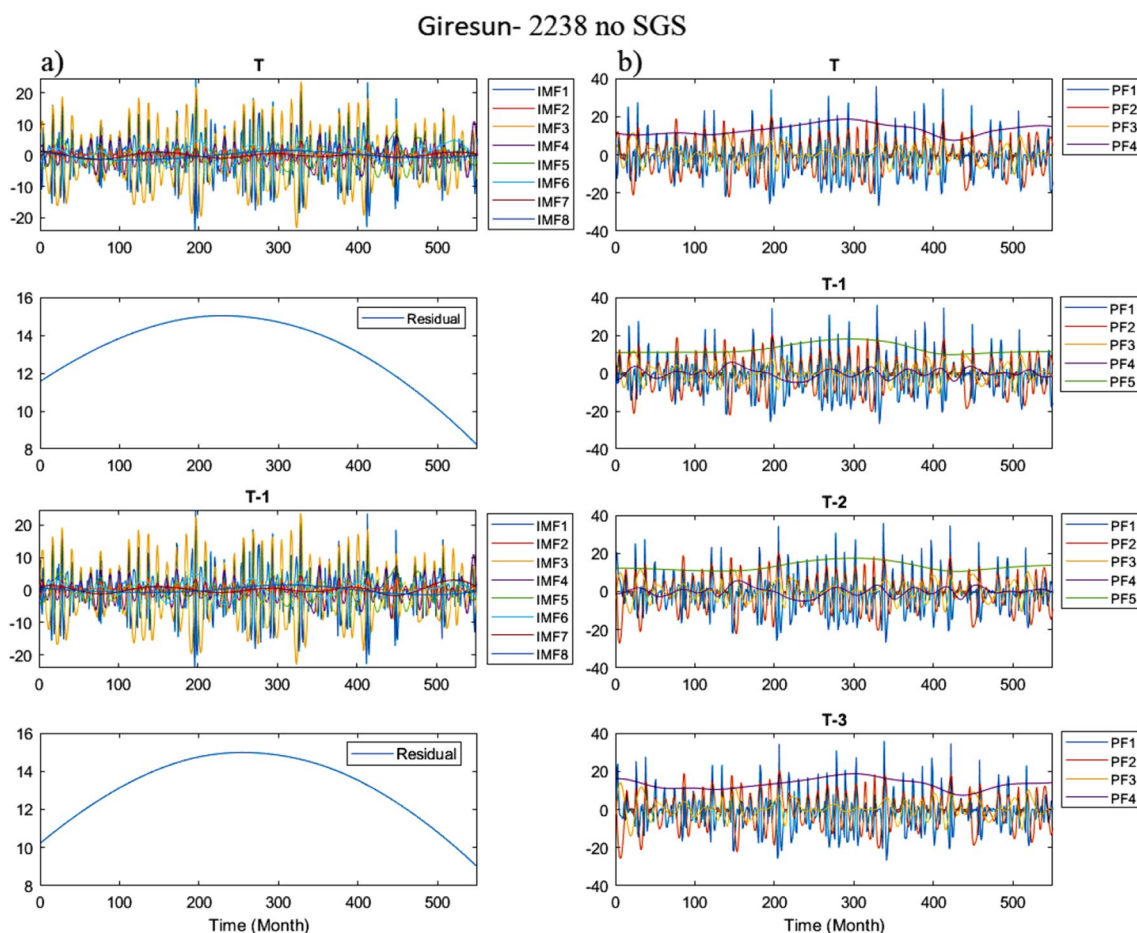 Giresun- 2238 no SGS
a)
T
20
10
0
-10
-20
0 100 200 300 400 500
IMF1
IMF2
IMF3
IMF4
IMF5
IMF6
IMF7
IMF8
16
14
12
10
8
0 100 200 300 400 500
Residual
T-1
20
10
0
-10
-20
0 100 200 300 400 500
IMF1
IMF2
IMF3
IMF4
IMF5
IMF6
IMF7
IMF8
16
14
12
10
8
0 100 200 300 400 500
Residual
Time (Month)
b)
T
40
20
0
-20
-40
0 100 200 300 400 500
PF1
PF2
PF3
PF4
T-1
40
20
0
-20
-40
0 100 200 300 400 500
PF1
PF2
PF3
PF4
PF5
T-2
40
20
0
-20
-40
0 100 200 300 400 500
PF1
PF2
PF3
PF4
PF5
T-3
40
20
0
-20
-40
0 100 200 300 400 500
PF1
PF2
PF3
PF4
Time (Month)